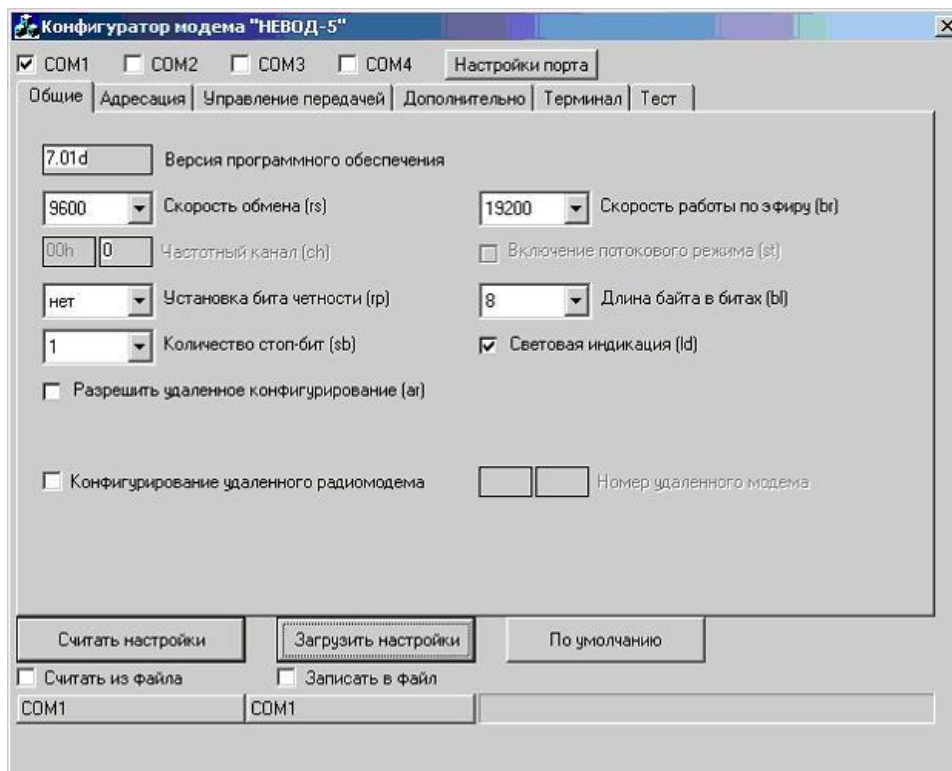 Конфигуратор модема "НЕВОД-5"
COM1 COM2 COM3 COM4 Настройки порта
Общие Адресация Управление передачей Дополнительно Терминал Тест
7.01d Версия программного обеспечения
9600 Скорость обмена (rs) 19200 Скорость работы по эфиру (br)
00h 0 Частотный канал (ch) Включение потокового режима (st)
нет Установка бита четности (rp) 8 Длина байта в битах (bl)
1 Количество стоп-бит (sb) Световая индикация (ld)
Разрешить удаленное конфигурирование (ar)
Конфигурирование удаленного радиомодема Номер удаленного модема
Считать настройки Загрузить настройки По умолчанию
Считать из файла Записать в файл
COM1 COM1